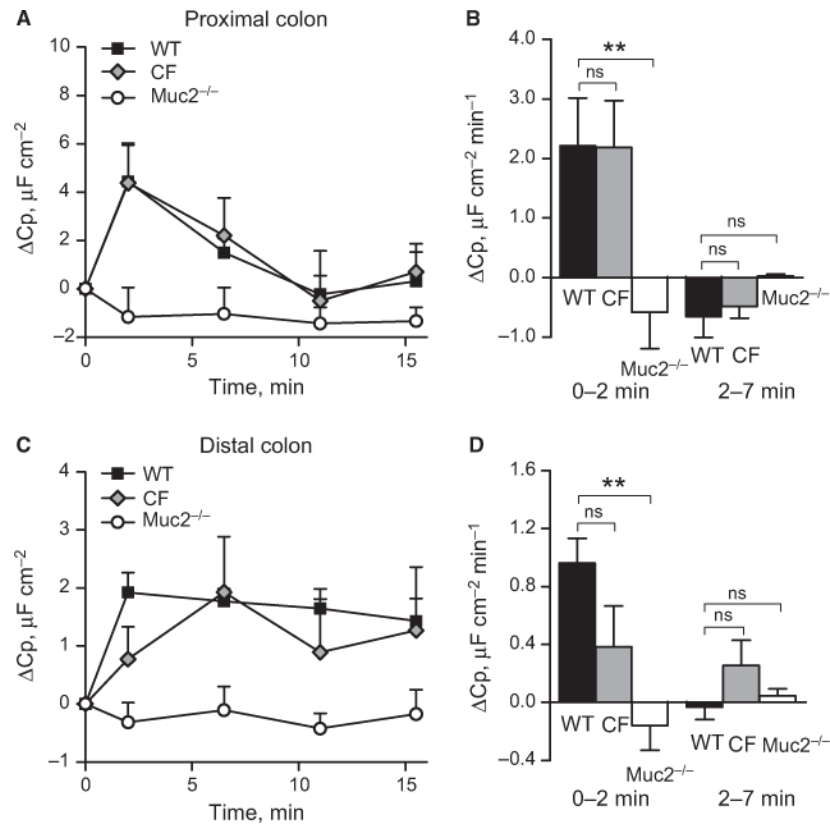 A
Proximal colon
WT
CF
Muc2⁻/⁻
10
8
6
4
2
0
−2
ΔCp, µF cm⁻²
0
5
10
15
Time, min
B
4.0
3.0
2.0
1.0
0.0
−1.0
ΔCp, µF cm⁻² min⁻¹
**
ns
ns
ns
WT CF
Muc2⁻/⁻
Muc2⁻/⁻
WT CF
0–2 min
2–7 min
C
Distal colon
WT
CF
Muc2⁻/⁻
4
3
2
1
0
−1
ΔCp, µF cm⁻²
0
5
10
15
Time, min
D
1.6
1.2
0.8
0.4
0.0
−0.4
ΔCp, µF cm⁻² min⁻¹
**
ns
ns
ns
WT CF
Muc2⁻/⁻
WT CF Muc2⁻/⁻
0–2 min
2–7 min